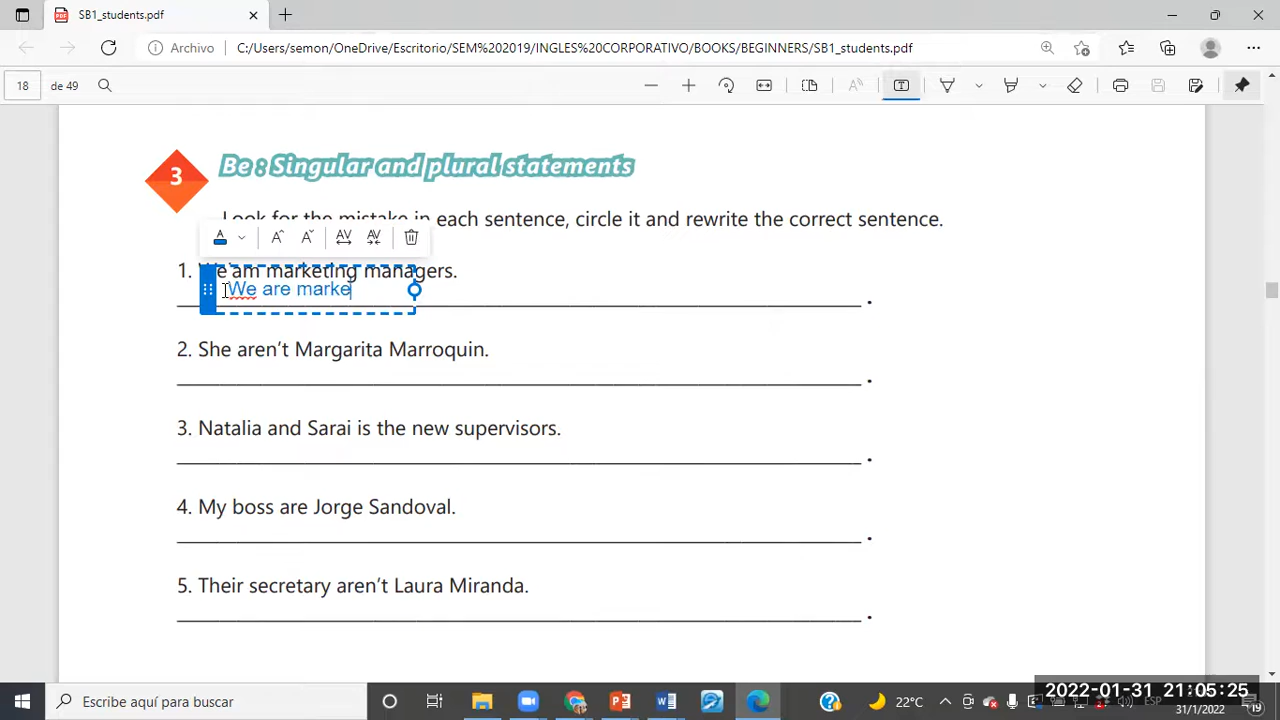 SB1_students.pdf
Archivo
C:/Users/semon/OneDrive/Escritorio/SEM%202019/INGLES%20CORPORATIVO/BOOKS/BEGINNERS/SB1_students.pdf
18 de 49
3 Be : Singular and plural statements
Look for the mistake in each sentence, circle it and rewrite the correct sentence.
1. We am marketing managers.
We are marke
2. She aren't Margarita Marroquin.
3. Natalia and Sarai is the new supervisors.
4. My boss are Jorge Sandoval.
5. Their secretary aren't Laura Miranda.
Escribe aquí para buscar
22°C
ESP
2022-01-31 21:05:25
31/1/2022